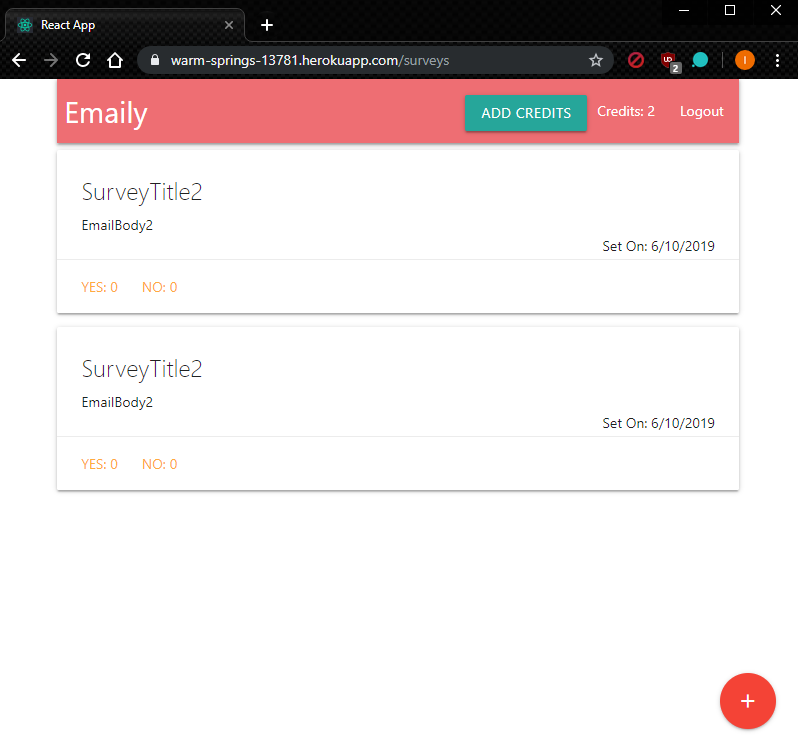 React App
warm-springs-13781.herokuapp.com/surveys
UD
2
I
Emaily
ADD CREDITS
Credits: 2
Logout
SurveyTitle2
EmailBody2
Set On: 6/10/2019
YES: 0 NO: 0
SurveyTitle2
EmailBody2
Set On: 6/10/2019
YES: 0 NO: 0
+